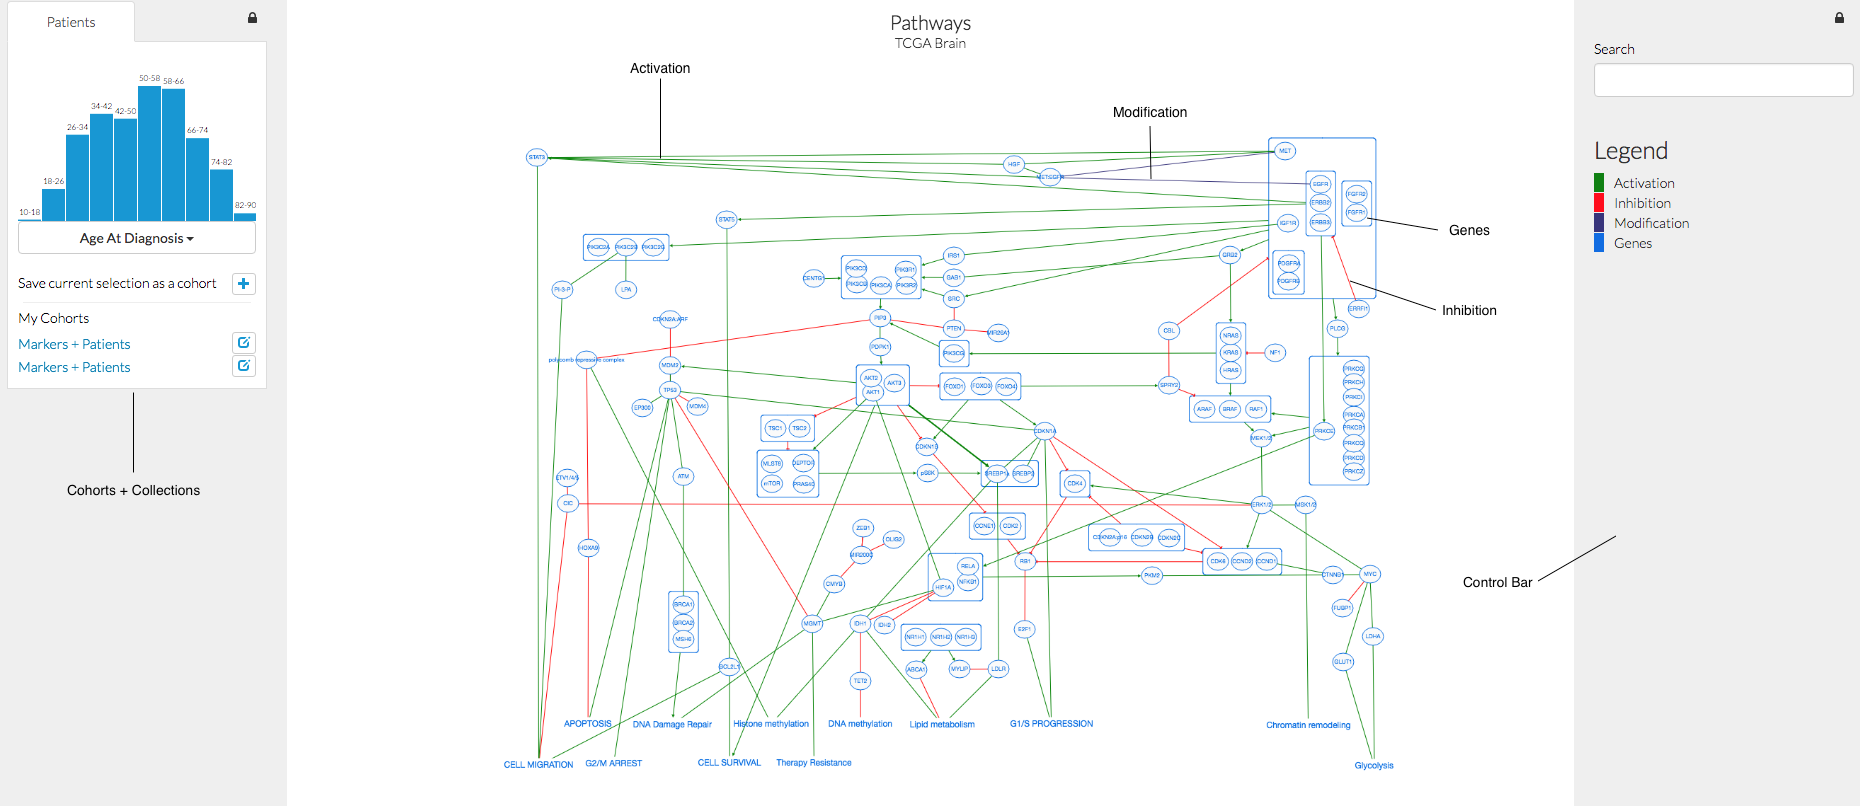 Patients
50-58
58-66
34-42
42-50
26-34
66-74
74-82
18-26
10-18
82-90
Age At Diagnosis
Save current selection as a cohort
My Cohorts
Markers + Patients
Markers + Patients
Cohorts + Collections
Pathways
TCGA Brain
Activation
Modification
Genes
Inhibition
Control Bar
STAT3
HGF
MET
EGFR
ERBB2
ERBB3
FGFR2
FGFR1
IGF1R
STAT5
PIK3C2A
PIK3C2B
PIK3C2G
PI-3-P
LPA
CENTG1
PIK3CD
PIK3R1
PIK3CB
PIK3CA
PIK3R2
IRS1
GAB1
SRC
GRB2
PDGFRA
PDGFRB
ERRFI1
PLCG
CDKN2A:ARF
PIP3
PTEN
MIR26A1
CBL
NRAS
KRAS
HRAS
NF1
polycomb repressive complex
MDM2
PDPK1
PIK3CG
TP53
EP300
MDM4
AKT2
AKT3
AKT1
FOXO1
FOXO3
FOXO4
SPRY2
ARAF
BRAF
RAF1
PRKCG
PRKCH
PRKCI
PRKCA
PRKCB1
PRKCQ
PRKCD
PRKCZ
PRKCE
TSC1
TSC2
CDKN1B
CDKN1A
MEK1/2
MLST8
DEPTOR
mTOR
PRAS40
SREBP1
SREBP2
CDK4
ETV1/4/5
CIC
ATM
ERK1/2
MSK1/2
HOXA9
ZEB1
OLIG2
MIR200C
CCNE1
CDK2
CDKN2A:p16
CDKN2B
CDKN2C
RB1
CDK6
CCND2
CCND1
CTNNB1
MYC
RELA
NFKB1
HIF1A
PKM2
CMYB
BRCA1
BRCA2
MSH6
MGMT
IDH1
IDH2
NR1H1
NR1H2
NR1H3
E2F1
FUBP1
LDHA
GLUT1
BCL2L1
TET2
ABCA1
MYLIP
LDLR
APOPTOSIS
DNA Damage Repair
Histone methylation
DNA methylation
Lipid metabolism
G1/S PROGRESSION
Chromatin remodeling
CELL MIGRATION
G2/M ARREST
CELL SURVIVAL
Therapy Resistance
Glycolysis
Search
Legend
Activation
Inhibition
Modification
Genes